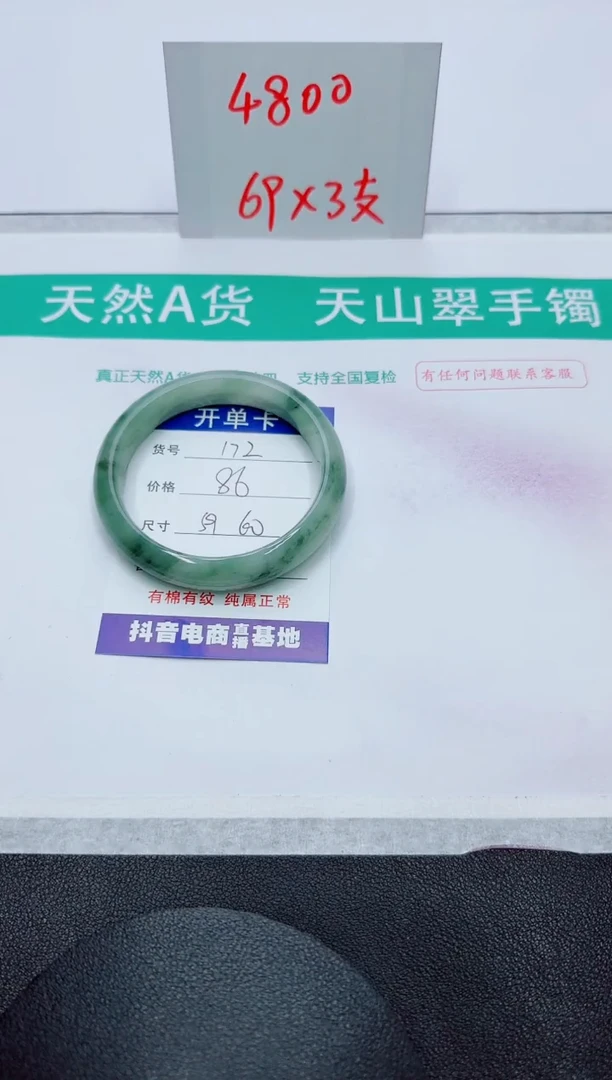 4800
69×3支
天然A货 天山翠手镯
真正天然A货 支持全国复检 有任何问题联系客服
开单卡
货号 172
价格 86
尺寸 59 60
有棉有纹 纯属正常
抖音电商直播基地